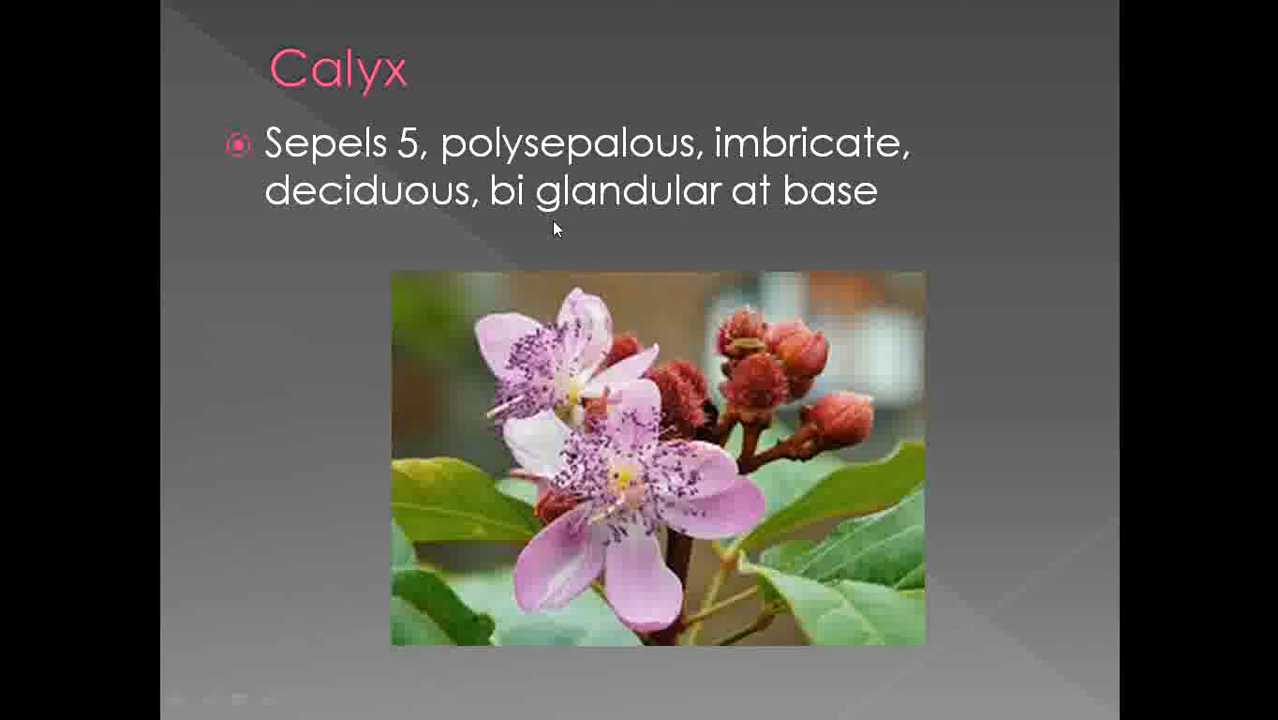 Calyx
Sepels 5, polysepalous, imbricate,
deciduous, bi glandular at base